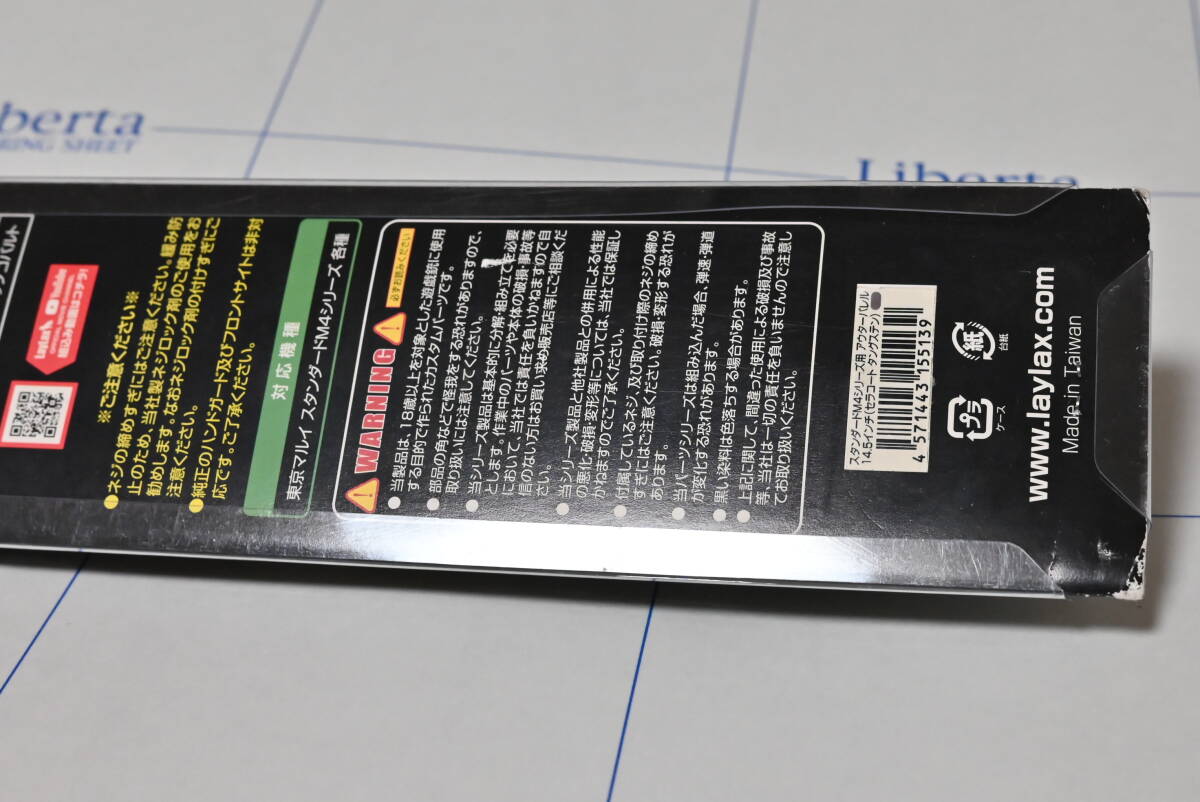 berta
RING SHEET
Liberta
Laylax YouTube
組込み動画はコチラ!
※ご注意ください※
●ネジの締めすぎにはご注意ください。組み防
止のため、当社製ネジロック剤のご使用をお
勧めします。なおネジロック剤の付けすぎにご
注意ください。
●純正のハンドガード及びフロントサイトは非対
応です。ご了承ください。
対応機種
東京マルイ スタンダードM4シリーズ 各種
WARNING
必ずお読みください
●当製品は、18歳以上を対象とした遊戯銃に使用
する目的で作られたカスタムパーツです。
●部品の角などで怪我をする恐れがありますので、
取り扱いには注意してください。
●当シリーズ製品は基本的に分解・組み立てを必要
とします。作業中のパーツや本体の破損・事故等
において、当社では責任を負いかねますので自
信のない方はお買い求め販売店等にご相談くだ
さい。
●当シリーズ製品と他社製品との併用による性能
の悪化・破損・変形等については、当社では保証し
かねますのでご了承ください。
●付属しているネジ、及び取り付け際のネジの締め
すぎにはご注意ください。破損・変形する恐れが
あります。
●当パーツシリーズは組み込んだ場合、弾速・弾道
が変化する恐れがあります。
●黒い染料は色落ちする場合があります。
●上記に関して、間違った使用による破損及び事故
等、当社は一切の責任を負いませんので注意し
てお取り扱いください。
スタンダードM4シリーズ用 アウターバレル
14.5インチ(セラコート タングステン)
4 571443 155139
プラ
ケース
紙
台紙
www.laylax.com
Made in Taiwan